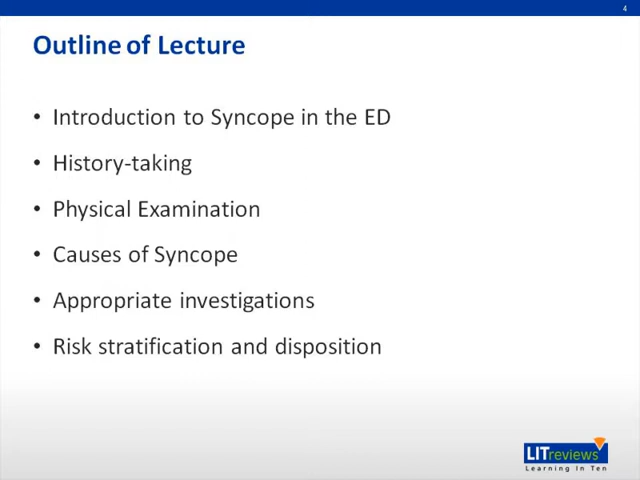 4
Outline of Lecture
• Introduction to Syncope in the ED
• History-taking
• Physical Examination
• Causes of Syncope
• Appropriate investigations
• Risk stratification and disposition
LITreviews
Learning In Ten